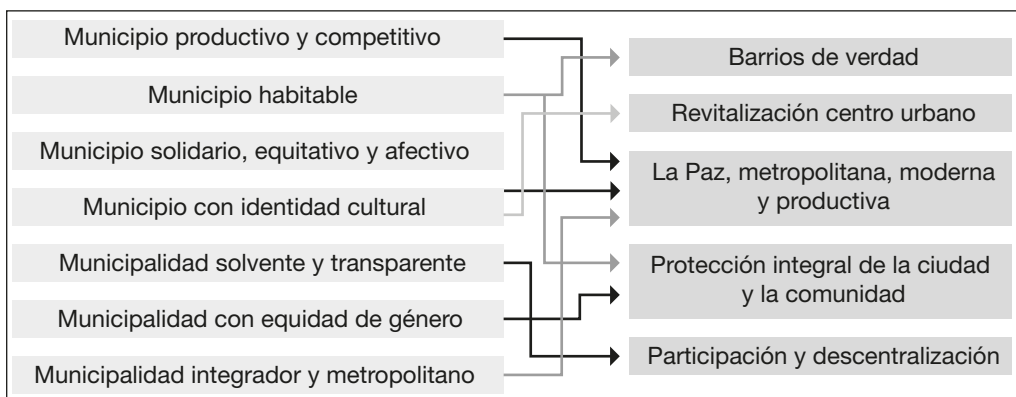 Municipio productivo y competitivo
Municipio habitable
Municipio solidario, equitativo y afectivo
Municipio con identidad cultural
Municipalidad solvente y transparente
Municipalidad con equidad de género
Municipalidad integrador y metropolitano
Barrios de verdad
Revitalización centro urbano
La Paz, metropolitana, moderna
y productiva
Protección integral de la ciudad
y la comunidad
Participación y descentralización